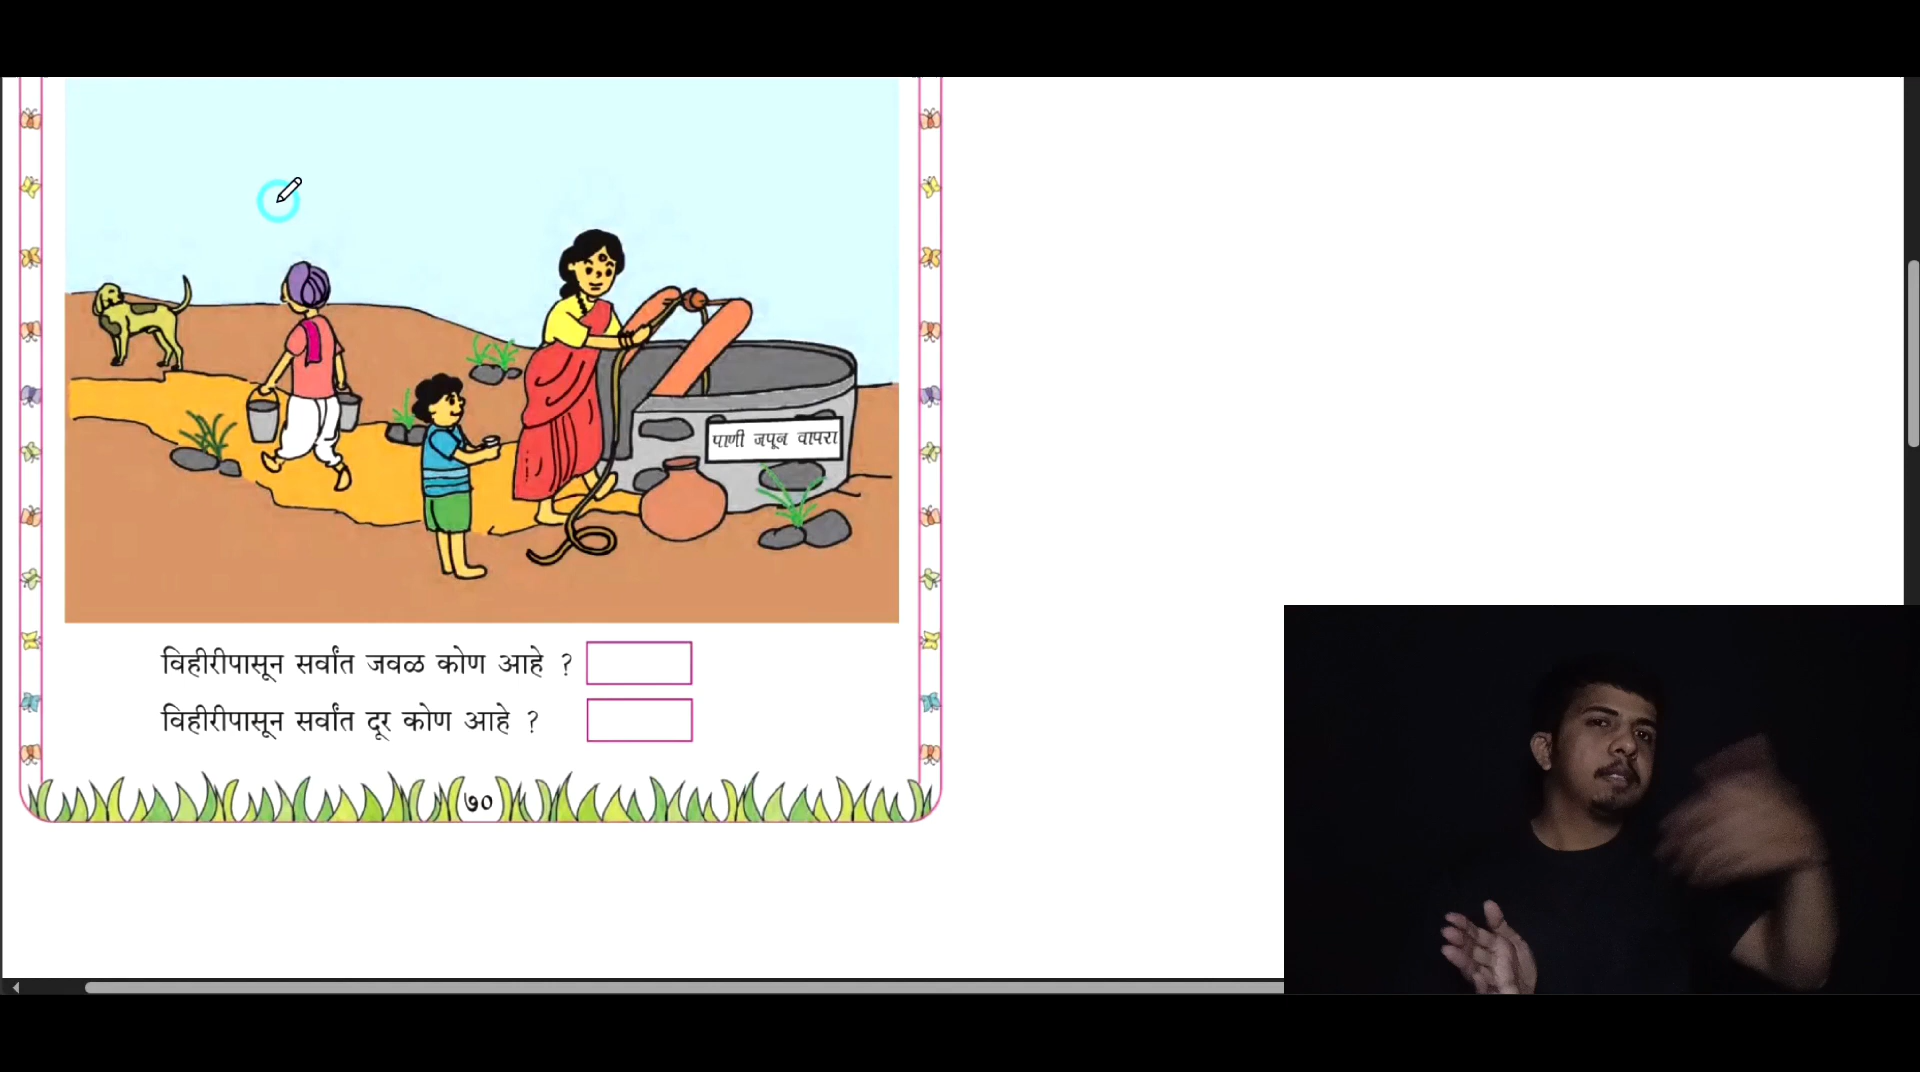 पाणी जपून वापरा
विहीरीपासून सर्वांत जवळ कोण आहे ?
विहीरीपासून सर्वांत दूर कोण आहे ?
७०